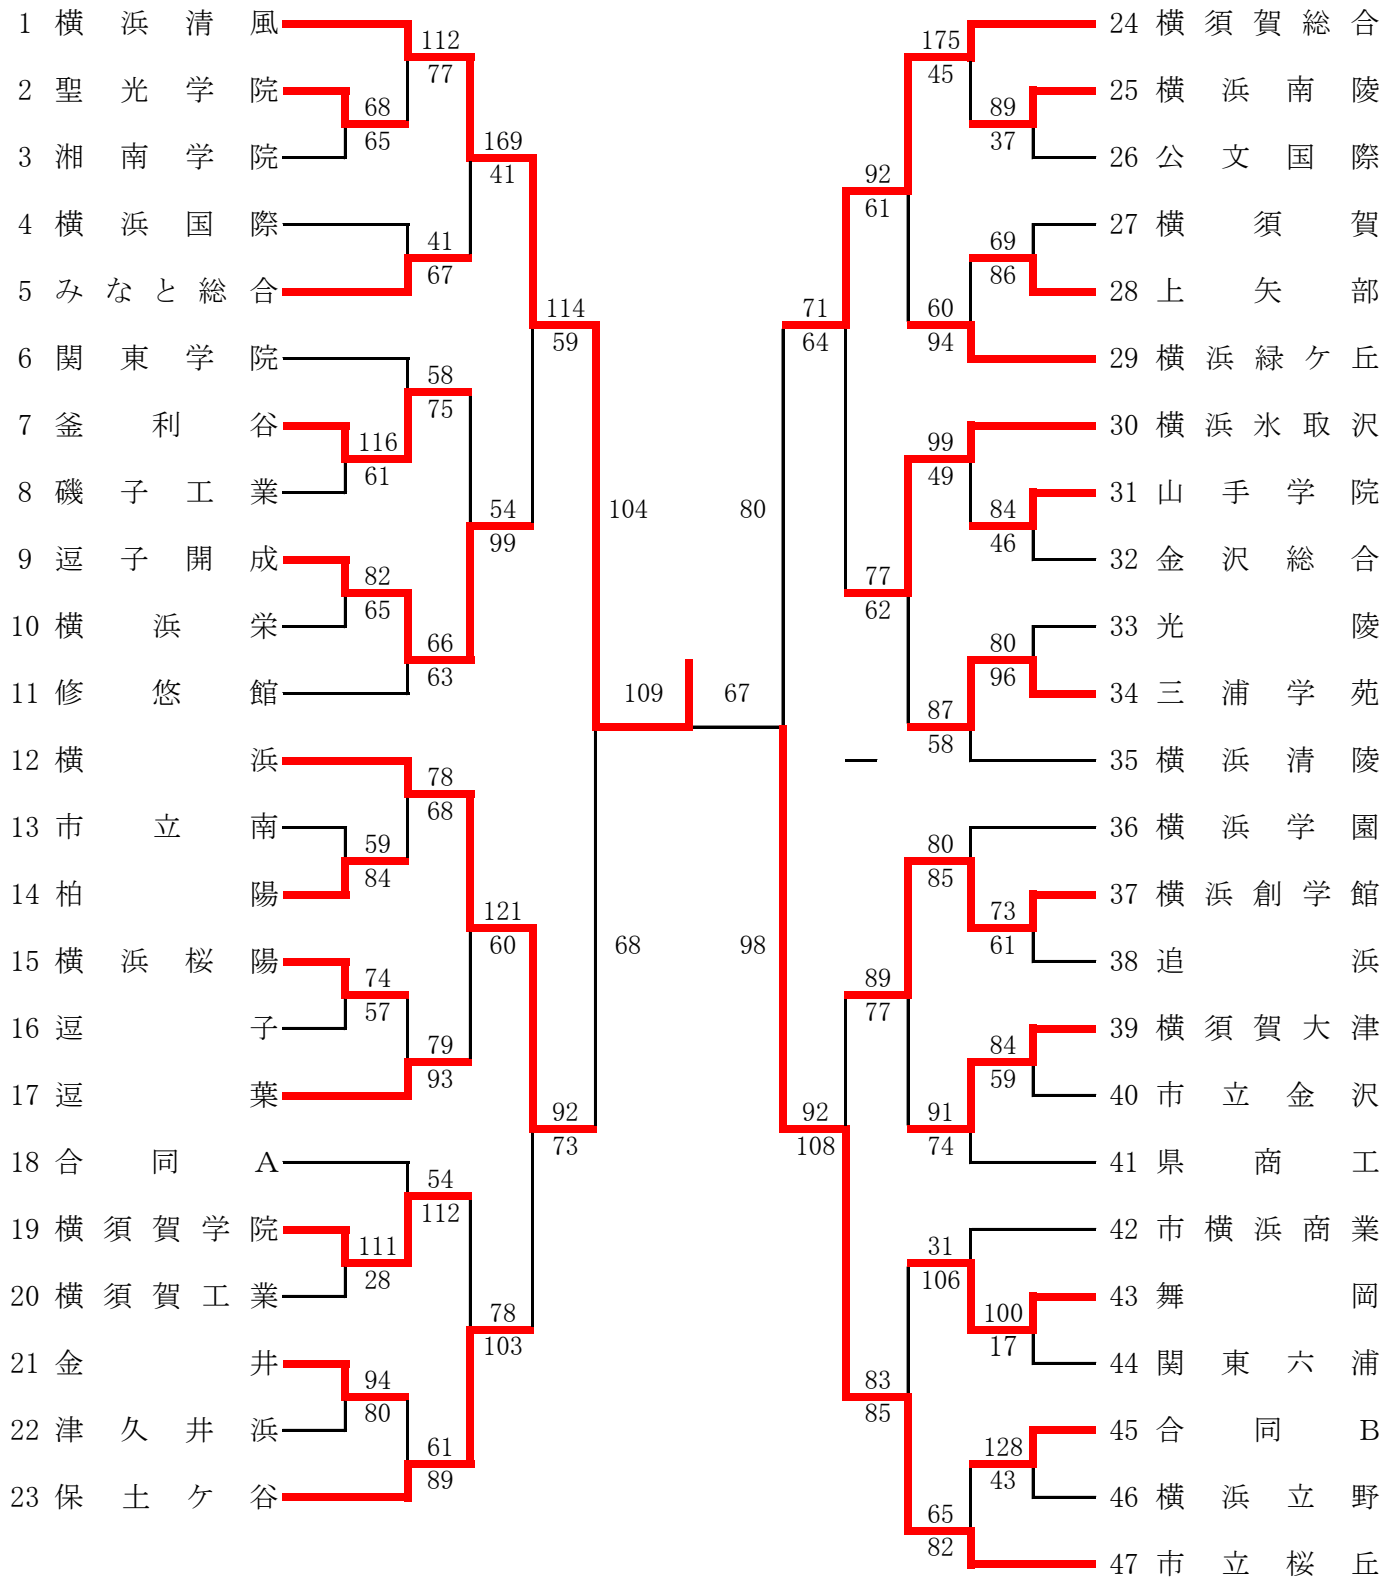 1 横浜清風
112
77
2 聖光学院
68
65
3 湘南学院
169
41
4 横浜国際
41
67
5 みなと総合
114
59
6 関東学院
58
75
7 釜利谷
116
61
8 磯子工業
54
99
9 逗子開成
82
65
10 横浜栄
66
63
11 修悠館
104
80
109
67
12 横浜
78
68
13 市立南
59
84
14 柏陽
121
60
15 横浜桜陽
74
57
16 逗子
79
93
17 逗葉
68
98
92
73
18 合同A
54
112
19 横須賀学院
111
28
20 横須賀工業
78
103
21 金井
94
80
22 津久井浜
61
89
23 保土ケ谷
175
45
24 横須賀総合
89
37
25 横浜南陵
26 公文国際
92
61
27 横須賀
69
86
28 上矢部
71
64
60
94
29 横浜緑ケ丘
30 横浜氷取沢
99
49
31 山手学院
84
46
32 金沢総合
77
62
33 光陵
80
96
34 三浦学苑
87
58
35 横浜清陵
36 横浜学園
80
85
37 横浜創学館
73
61
38 追浜
89
77
39 横須賀大津
84
59
40 市立金沢
91
74
41 県商工
92
108
42 市横浜商業
31
106
43 舞岡
100
17
44 関東六浦
83
85
45 合同B
128
43
46 横浜立野
65
82
47 市立桜丘